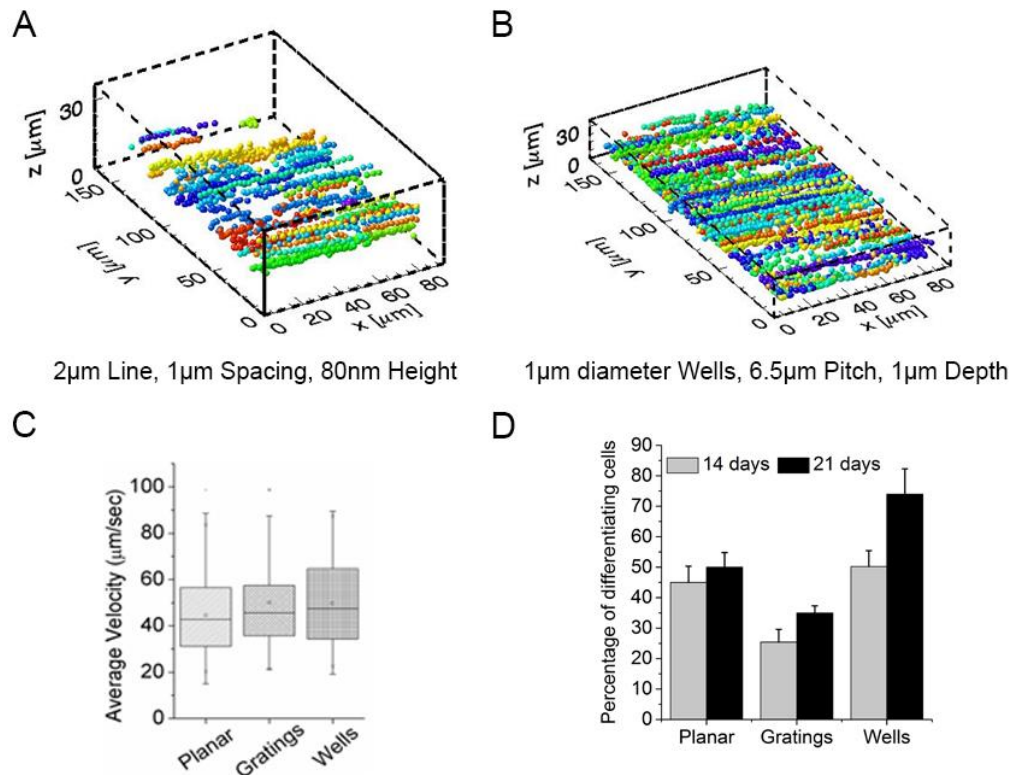 A
B
z [μm]
30
0
150
100
50
0
y [μm]
0
20
40
60
80
x [μm]
z [μm]
30
0
150
100
50
0
y [μm]
0
20
40
60
80
x [μm]
2μm Line, 1μm Spacing, 80nm Height
1μm diameter Wells, 6.5μm Pitch, 1μm Depth
C
D
Average Velocity (μm/sec)
100
80
60
40
20
0
Planar
Gratings
Wells
Percentage of differentiating cells
90
80
70
60
50
40
30
20
10
0
14 days
21 days
Planar
Gratings
Wells